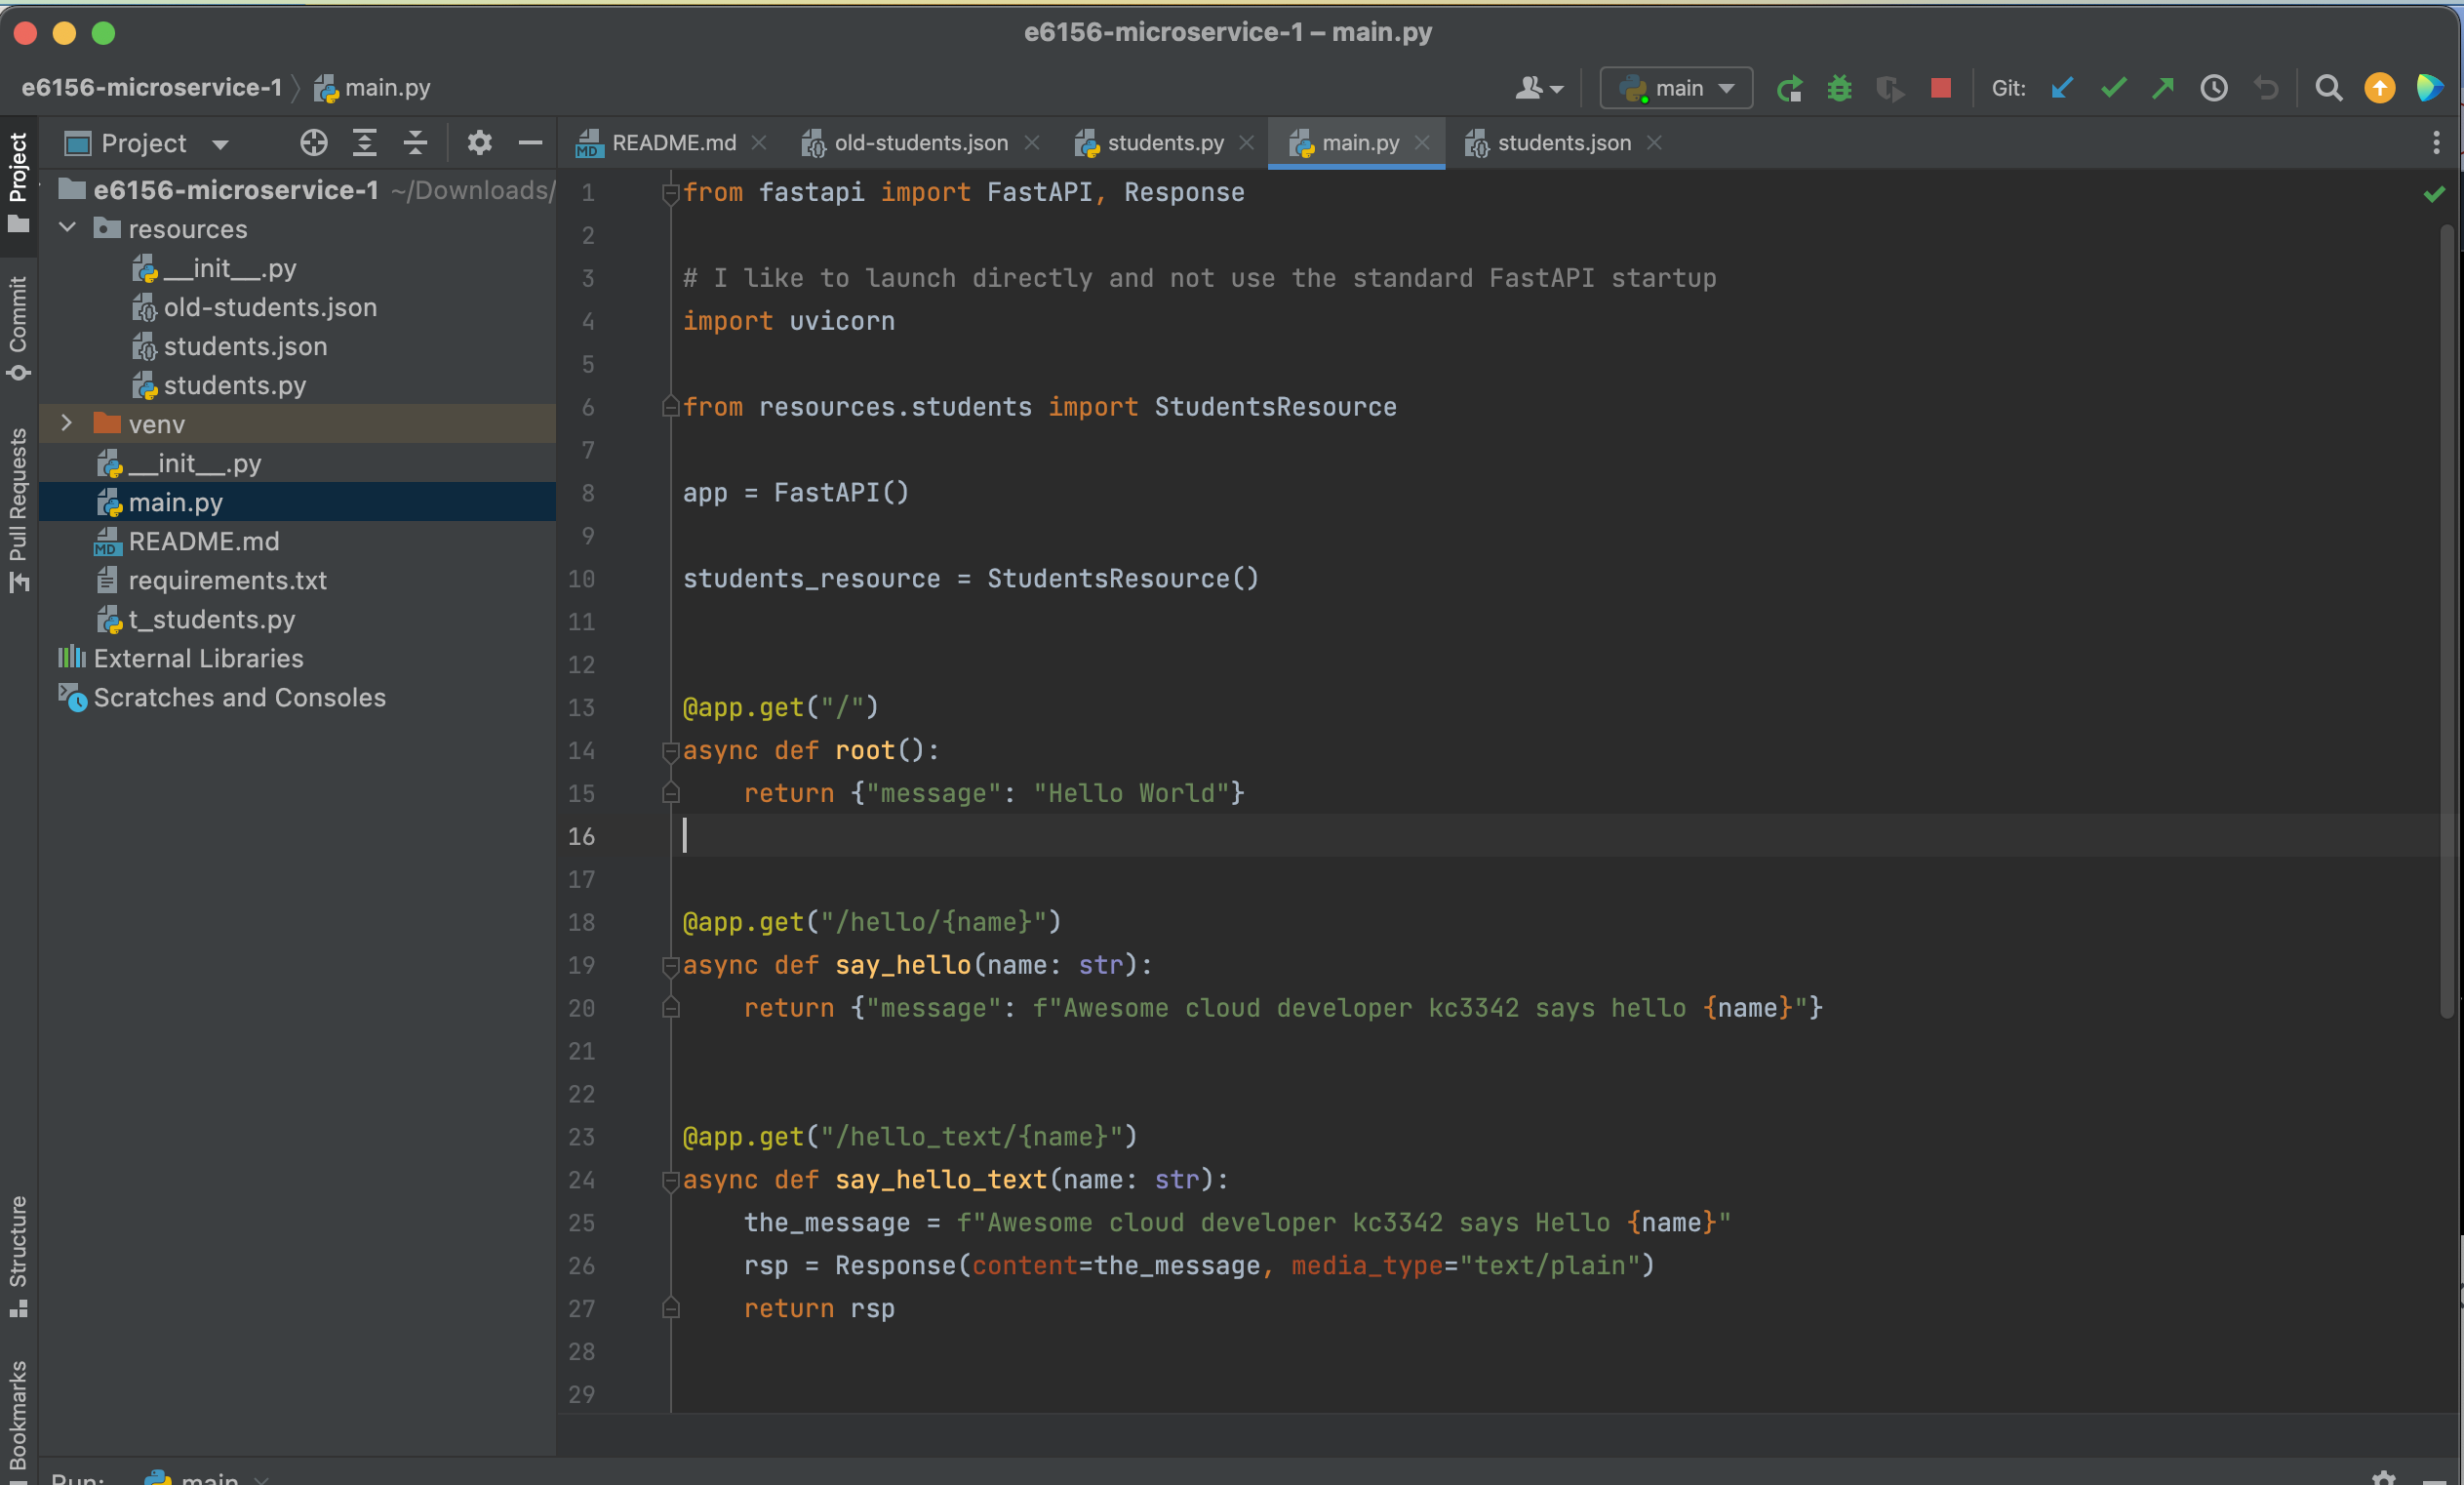 e6156-microservice-1 – main.py
e6156-microservice-1 main.py
main
Git:
Project
README.md
old-students.json
students.py
main.py
students.json
Project
Commit
Pull Requests
Structure
Bookmarks
e6156-microservice-1 ~/Downloads/
resources
__init__.py
old-students.json
students.json
students.py
venv
__init__.py
main.py
MD README.md
requirements.txt
t_students.py
External Libraries
Scratches and Consoles
1 from fastapi import FastAPI, Response
2
3 # I like to launch directly and not use the standard FastAPI startup
4 import uvicorn
5
6 from resources.students import StudentsResource
7
8 app = FastAPI()
9
10 students_resource = StudentsResource()
11
12
13 @app.get("/")
14 async def root():
15     return {"message": "Hello World"}
16
17
18 @app.get("/hello/{name}")
19 async def say_hello(name: str):
20     return {"message": f"Awesome cloud developer kc3342 says hello {name}"}
21
22
23 @app.get("/hello_text/{name}")
24 async def say_hello_text(name: str):
25     the_message = f"Awesome cloud developer kc3342 says Hello {name}"
26     rsp = Response(content=the_message, media_type="text/plain")
27     return rsp
28
29
Run: main